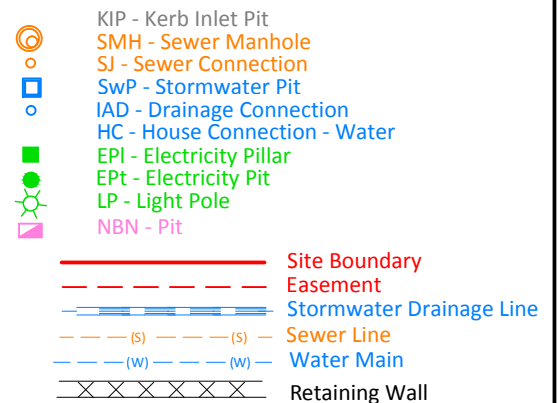 KIP - Kerb Inlet Pit
SMH - Sewer Manhole
SJ - Sewer Connection
SwP - Stormwater Pit
IAD - Drainage Connection
HC - House Connection - Water
EPl - Electricity Pillar
EPt - Electricity Pit
LP - Light Pole
NBN - Pit
Site Boundary
Easement
Stormwater Drainage Line
(S) (S) Sewer Line
(W) (W) Water Main
Retaining Wall